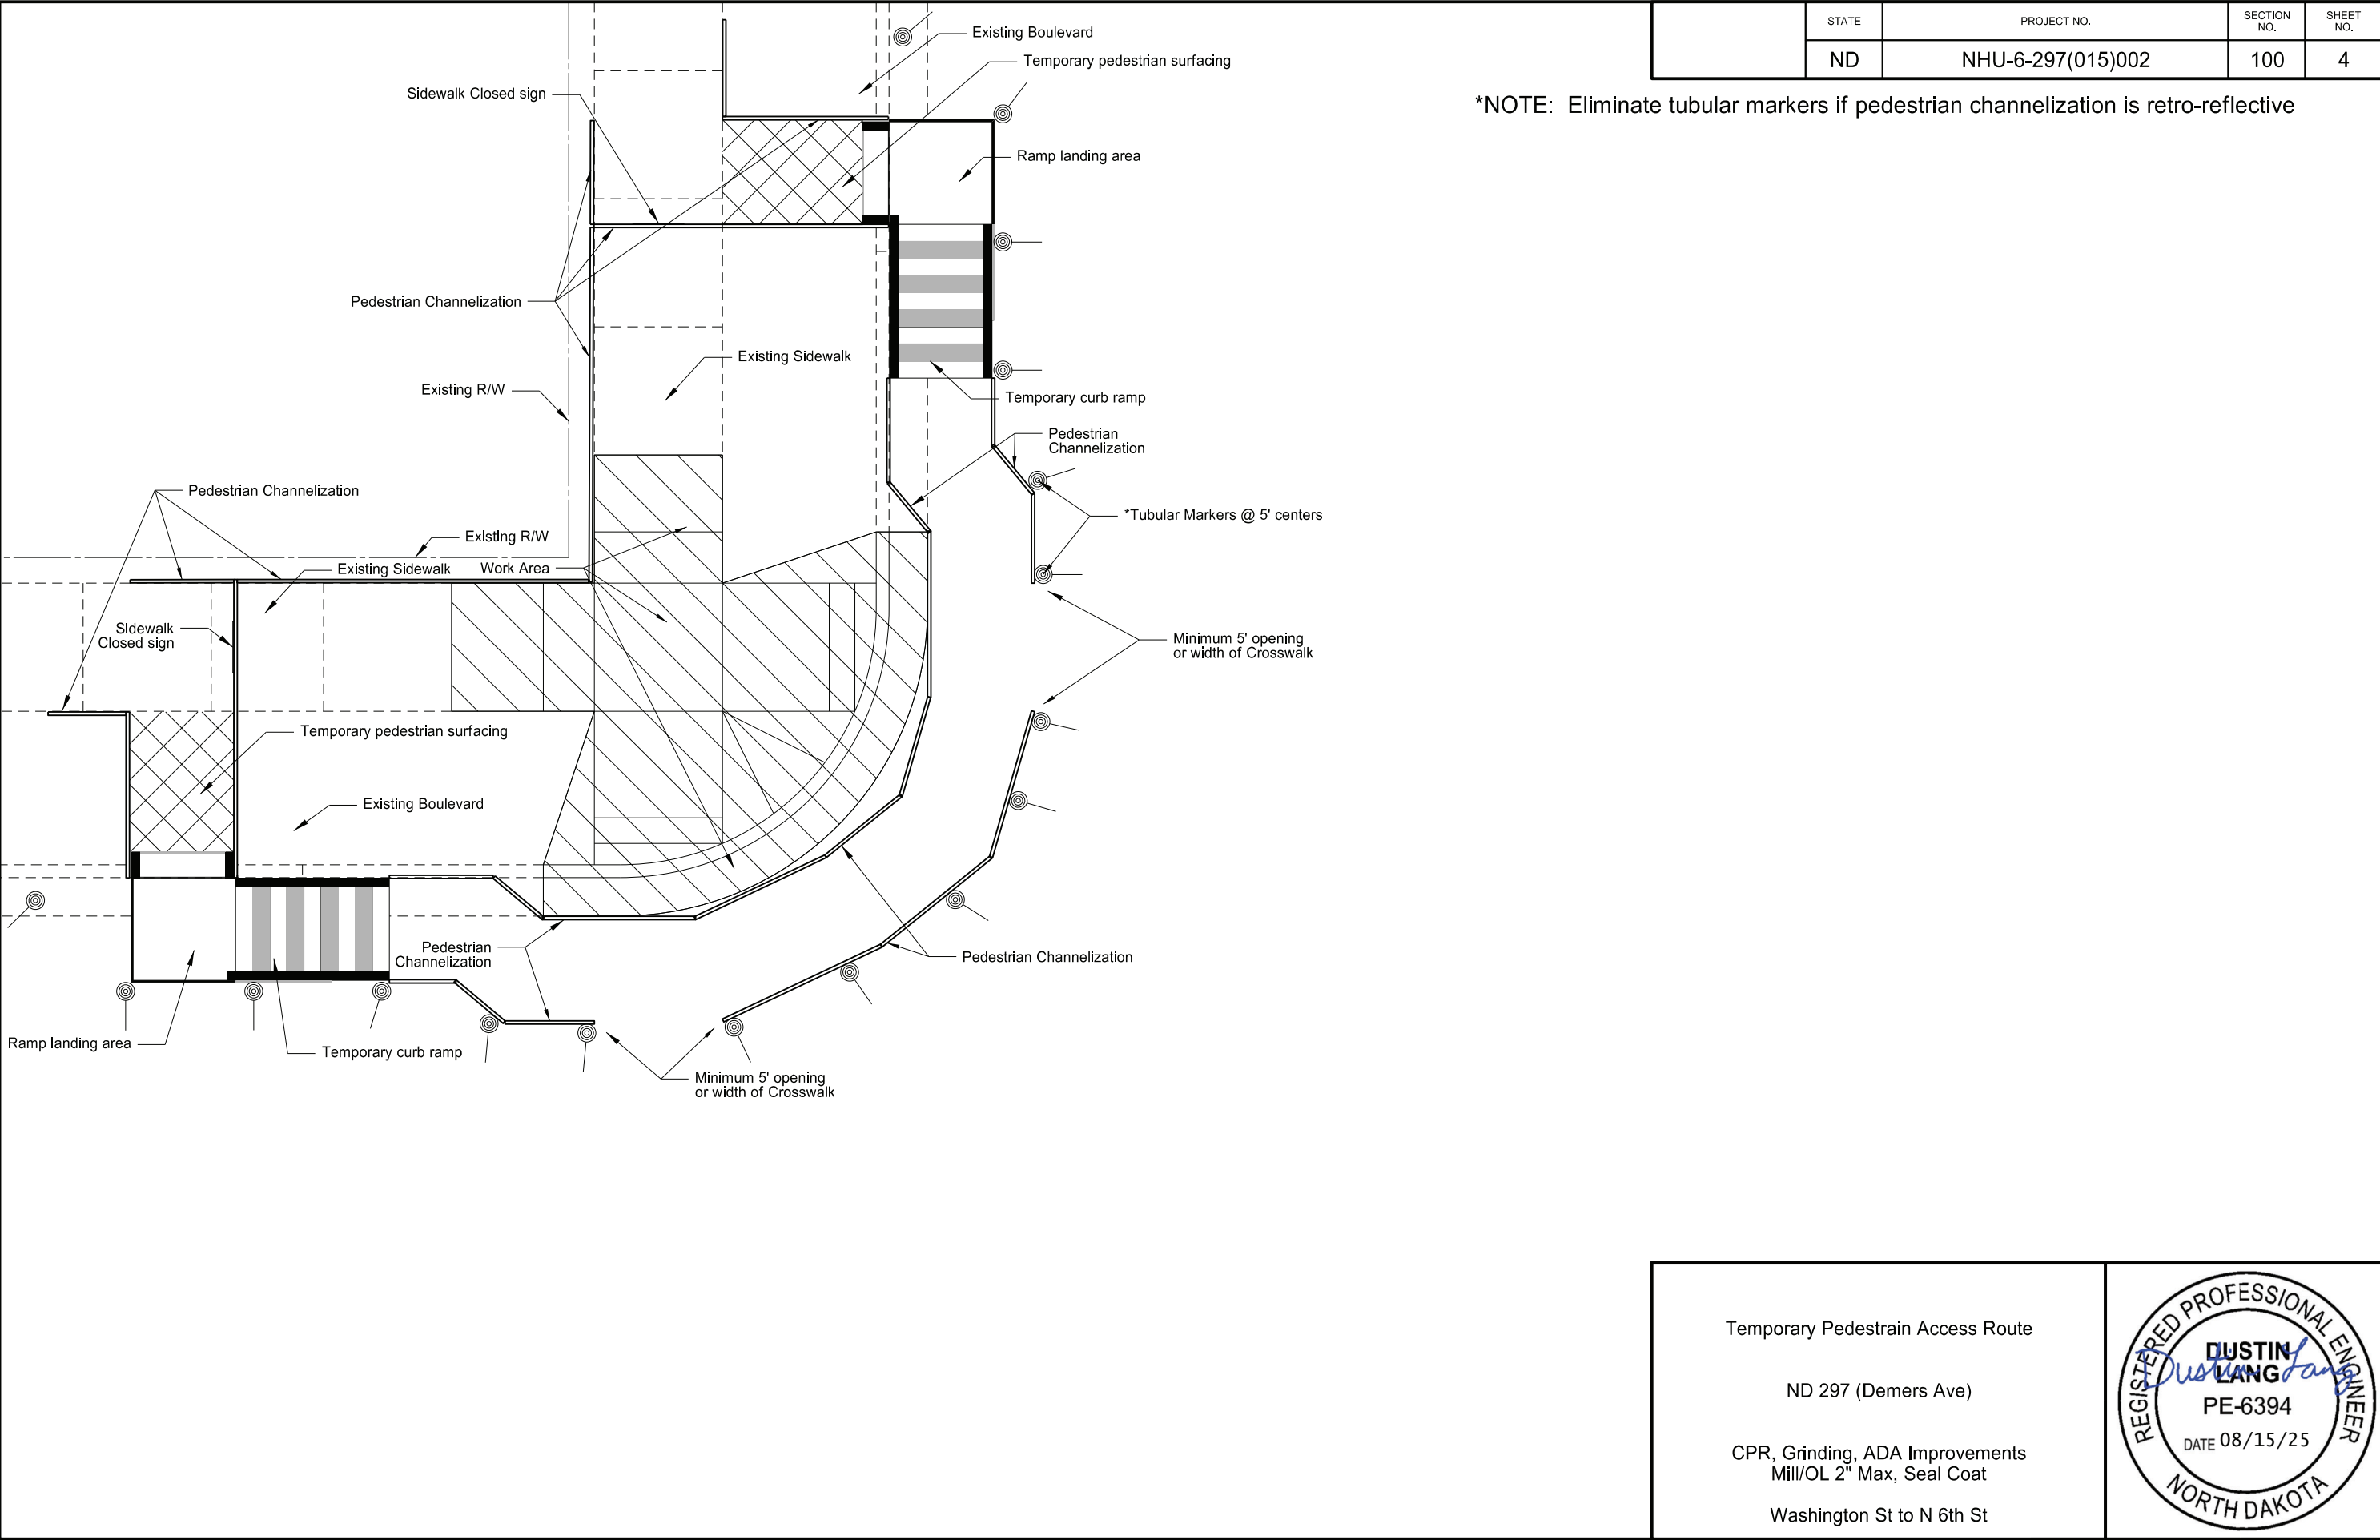 STATE
PROJECT NO.
SECTION
NO.
SHEET
NO.
ND
NHU-6-297(015)002
100
4
*NOTE:  Eliminate tubular markers if pedestrian channelization is retro-reflective
Existing Boulevard
Temporary pedestrian surfacing
Sidewalk Closed sign
Ramp landing area
Pedestrian Channelization
Existing Sidewalk
Existing R/W
Temporary curb ramp
Pedestrian
Channelization
Pedestrian Channelization
*Tubular Markers @ 5' centers
Existing R/W
Existing Sidewalk
Work Area
Sidewalk
Closed sign
Minimum 5' opening
or width of Crosswalk
Temporary pedestrian surfacing
Existing Boulevard
Pedestrian
Channelization
Pedestrian Channelization
Ramp landing area
Temporary curb ramp
Minimum 5' opening
or width of Crosswalk
Temporary Pedestrain Access Route
ND 297 (Demers Ave)
CPR, Grinding, ADA Improvements
Mill/OL 2" Max, Seal Coat
Washington St to N 6th St
REGISTERED PROFESSIONAL ENGINEER
DUSTIN
LANG
Dustin Lang
PE-6394
DATE 08/15/25
NORTH DAKOTA